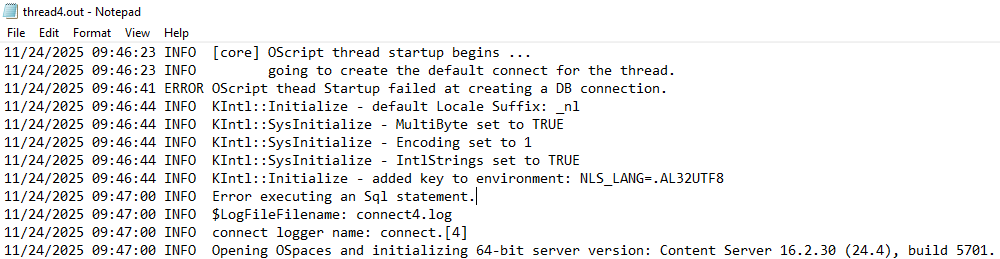 thread4.out - Notepad
File Edit Format View Help
11/24/2025 09:46:23 INFO  [core] OScript thread startup begins ...
11/24/2025 09:46:23 INFO         going to create the default connect for the thread.
11/24/2025 09:46:41 ERROR OScript thead Startup failed at creating a DB connection.
11/24/2025 09:46:44 INFO  KIntl::Initialize - default Locale Suffix: _nl
11/24/2025 09:46:44 INFO  KIntl::SysInitialize - MultiByte set to TRUE
11/24/2025 09:46:44 INFO  KIntl::SysInitialize - Encoding set to 1
11/24/2025 09:46:44 INFO  KIntl::SysInitialize - IntlStrings set to TRUE
11/24/2025 09:46:44 INFO  KIntl::Initialize - added key to environment: NLS_LANG=.AL32UTF8
11/24/2025 09:47:00 INFO  Error executing an Sql statement.
11/24/2025 09:47:00 INFO  $LogFileFilename: connect4.log
11/24/2025 09:47:00 INFO  connect logger name: connect.[4]
11/24/2025 09:47:00 INFO  Opening OSpaces and initializing 64-bit server version: Content Server 16.2.30 (24.4), build 5701.